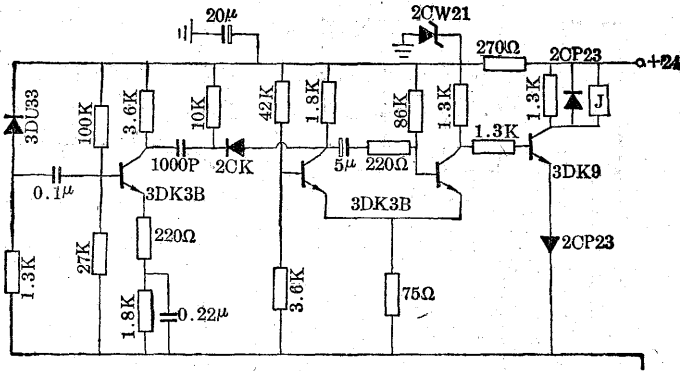 20μ
2CW21
270Ω
2CP23
+24
3DU33
100K
3.6K
10K
42K
1.8K
86K
1.3K
1.3K
J
1000P
2CK
5μ
220Ω
1.3K
0.1μ
3DK3B
3DK3B
3DK9
220Ω
2CP23
1.3K
27K
1.8K
0.22μ
3.6K
75Ω